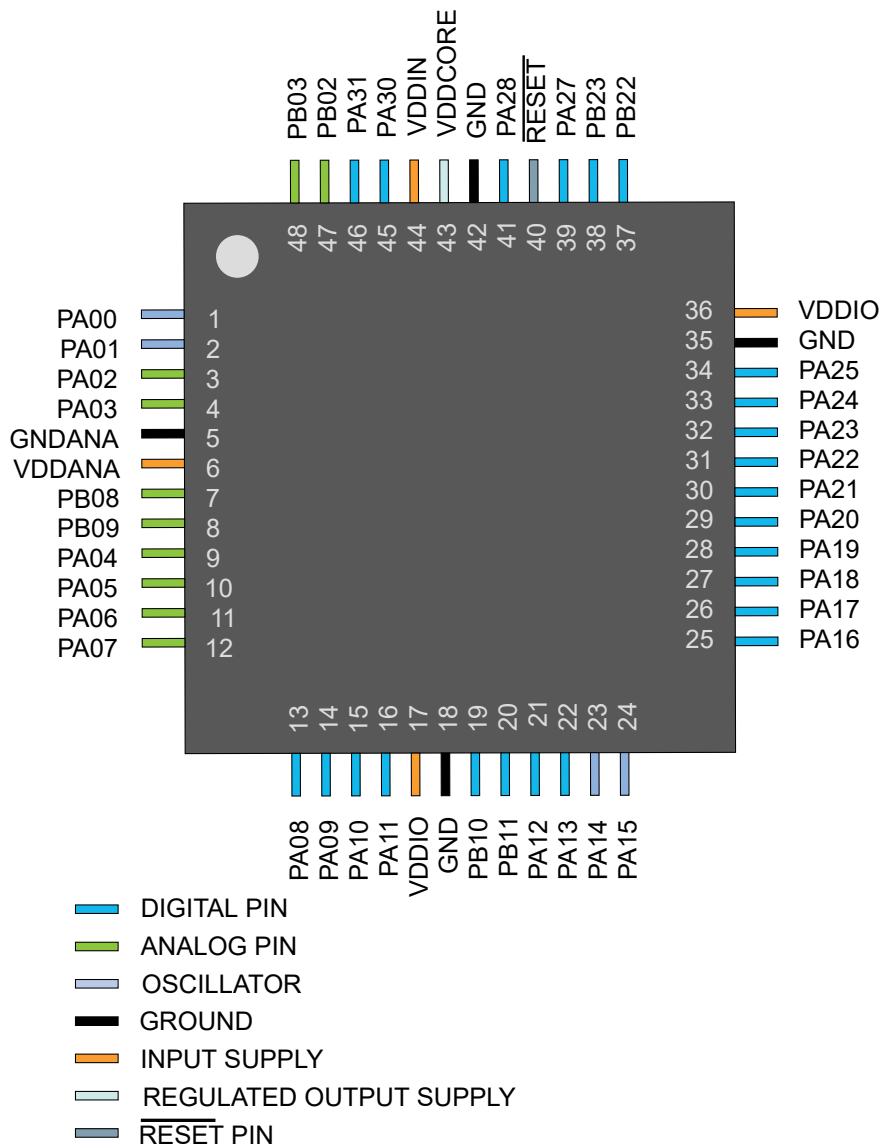 PB03
PB02
PA31
PA30
VDDIN
VDDCORE
GND
PA28
RESET
PA27
PB23
PB22
48
47
46
45
44
43
42
41
40
39
38
37
PA00 1
PA01 2
PA02 3
PA03 4
GNDANA 5
VDDANA 6
PB08 7
PB09 8
PA04 9
PA05 10
PA06 11
PA07 12
36 VDDIO
35 GND
34 PA25
33 PA24
32 PA23
31 PA22
30 PA21
29 PA20
28 PA19
27 PA18
26 PA17
25 PA16
13
14
15
16
17
18
19
20
21
22
23
24
PA08
PA09
PA10
PA11
VDDIO
GND
PB10
PB11
PA12
PA13
PA14
PA15
DIGITAL PIN
ANALOG PIN
OSCILLATOR
GROUND
INPUT SUPPLY
REGULATED OUTPUT SUPPLY
RESET PIN